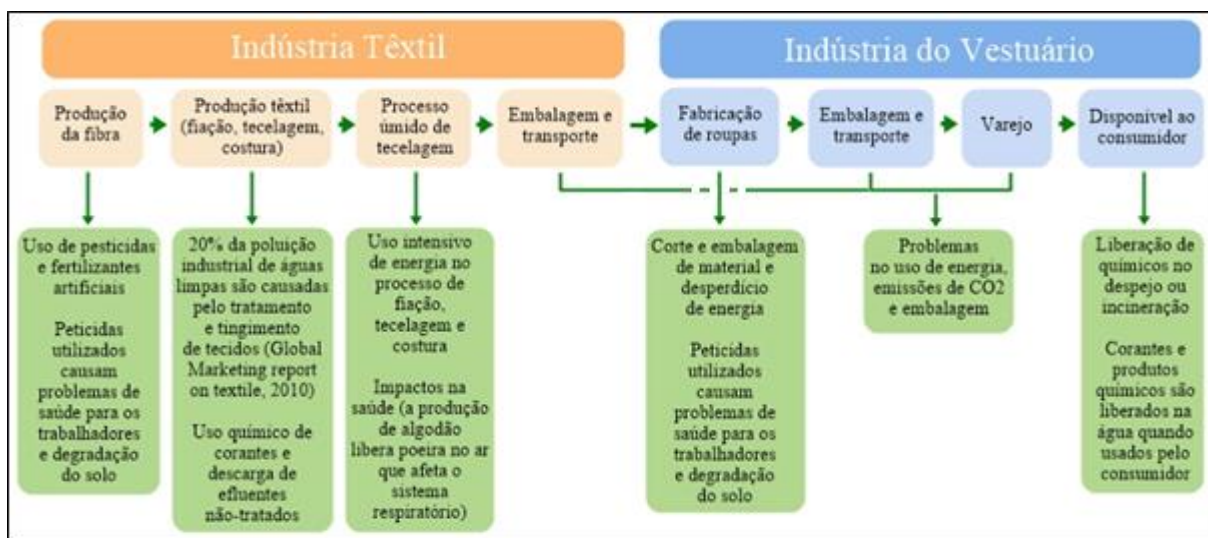 Indústria Têxtil
Indústria do Vestuário
Produção
da fibra
Produção têxtil
(fiação, tecelagem,
costura)
Processo
úmido de
tecelagem
Embalagem e
transporte
Fabricação
de roupas
Embalagem e
transporte
Varejo
Disponível ao
consumidor
Uso de pesticidas
e fertilizantes
artificiais
Peticidas
utilizados
causam
problemas de
saúde para os
trabalhadores
e degradação
do solo
20% da poluição
industrial de águas
limpas são causadas
pelo tratamento
e tingimento
de tecidos (Global
Marketing report
on textile, 2010)
Uso químico de
corantes e
descarga de
efluentes
não-tratados
Uso intensivo
de energia no
processo de
fiação,
tecelagem e
costura
Impactos na
saúde (a produção
de algodão
libera poeira no ar
que afeta o
sistema
respiratório)
Corte e embalagem
de material e
desperdício
de energia
Peticidas
utilizados
causam
problemas de
saúde para os
trabalhadores
e degradação
do solo
Problemas
no uso de energia,
emissões de CO2
e embalagem
Liberação de
químicos no
despejo ou
incineração
Corantes e
produtos
químicos são
liberados na
água quando
usados pelo
consumidor